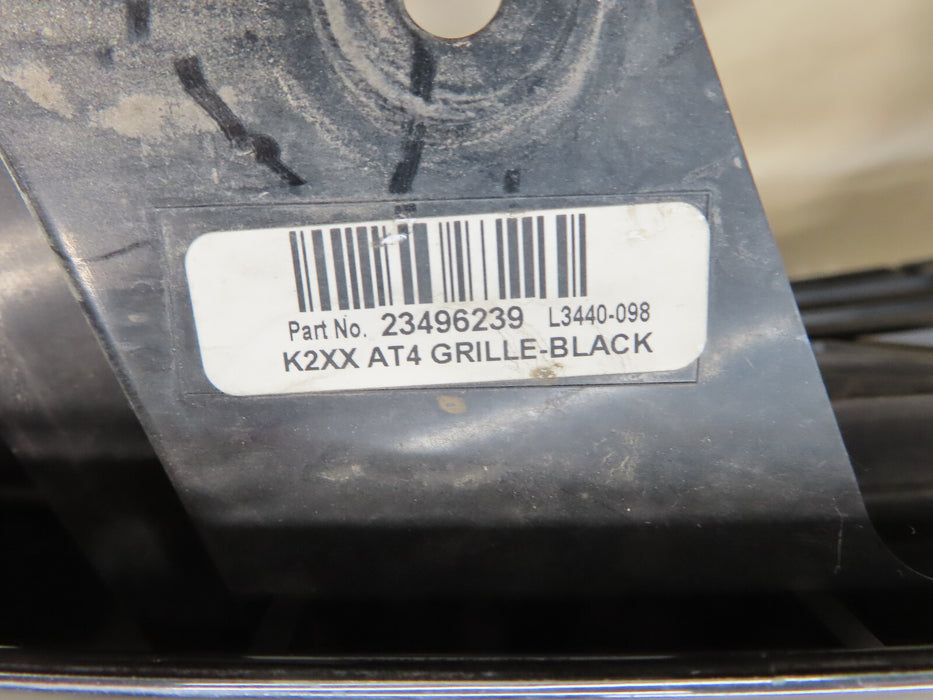 Part No. 23496239 L3440-098
K2XX AT4 GRILLE-BLACK